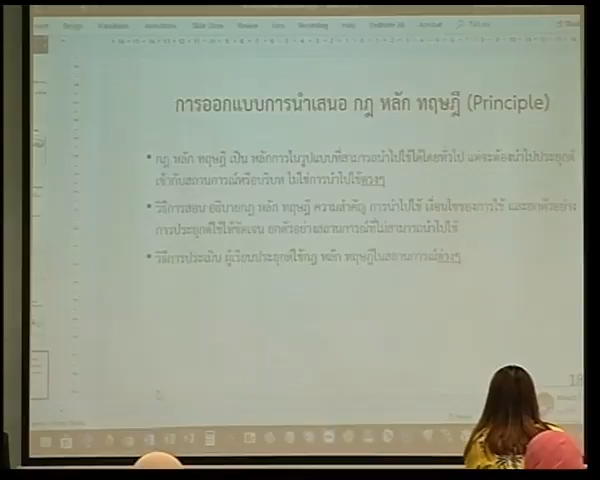 การออกแบบการนำเสนอ กฎ หลัก ทฤษฎี (Principle)
• กฎ หลัก ทฤษฎี เป็น หลักการในรูปแบบที่สามารถนำไปใช้ได้โดยทั่วไป แต่จะต้องนำไปประยุกต์
เข้ากับสถานการณ์หรือบริบท ไม่ใช่การนำไปใช้ตรงๆ
• วิธีการสอน อธิบายกฎ หลัก ทฤษฎี ความสำคัญ การนำไปใช้ เงื่อนไขของการใช้ และยกตัวอย่าง
การประยุกต์ใช้ให้ชัดเจน ยกตัวอย่างสถานการณ์ที่ไม่สามารถนำไปใช้
• วิธีการประเมิน ผู้เรียนประยุกต์ใช้กฎ หลัก ทฤษฎีในสถานการณ์ต่างๆ
18